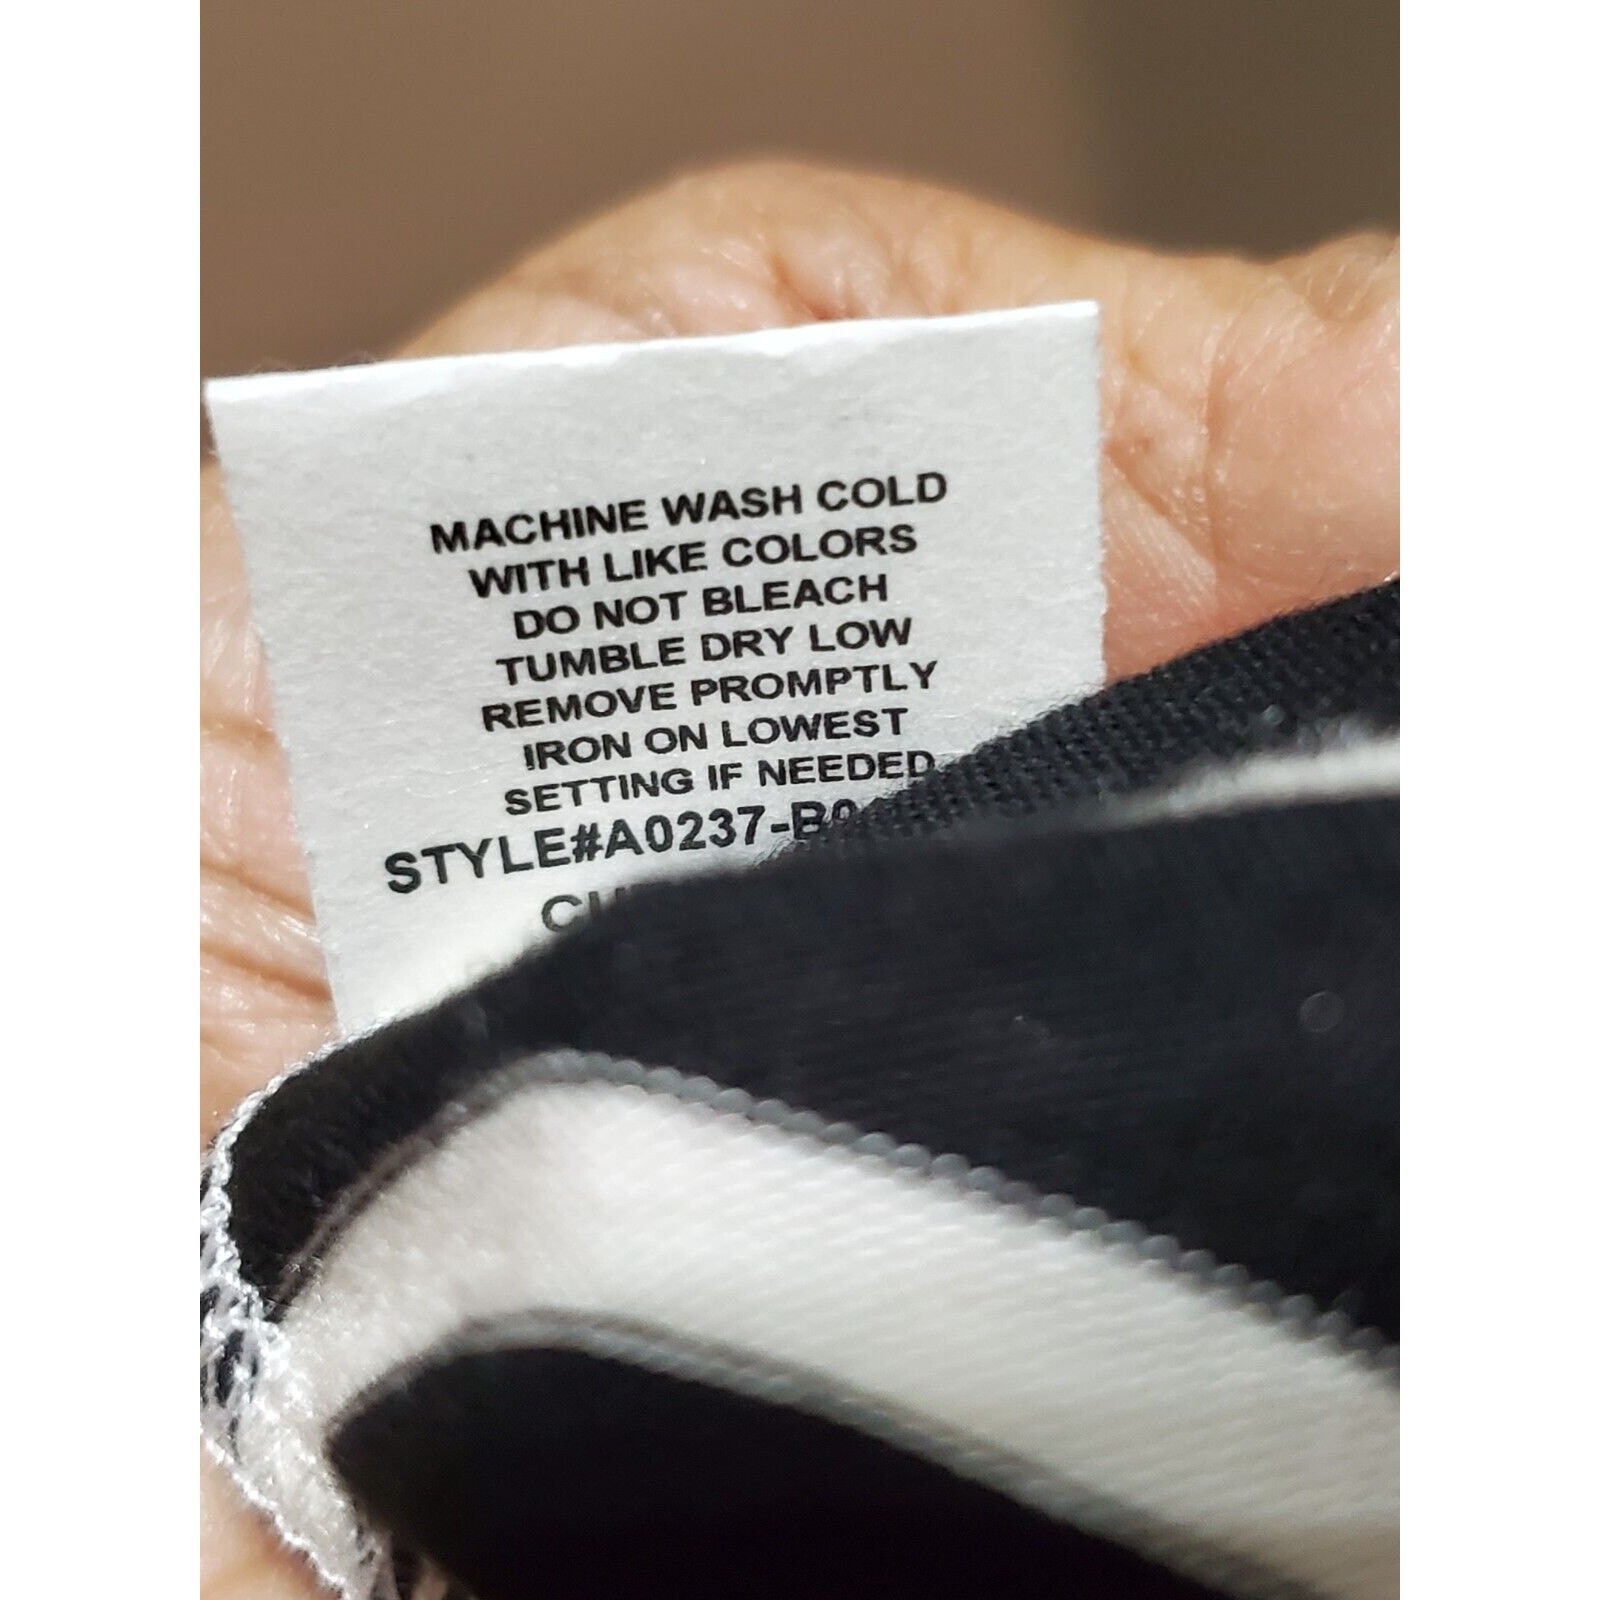 MACHINE WASH COLD
WITH LIKE COLORS
DO NOT BLEACH
TUMBLE DRY LOW
REMOVE PROMPTLY
IRON ON LOWEST
SETTING IF NEEDED
STYLE#A0237-B